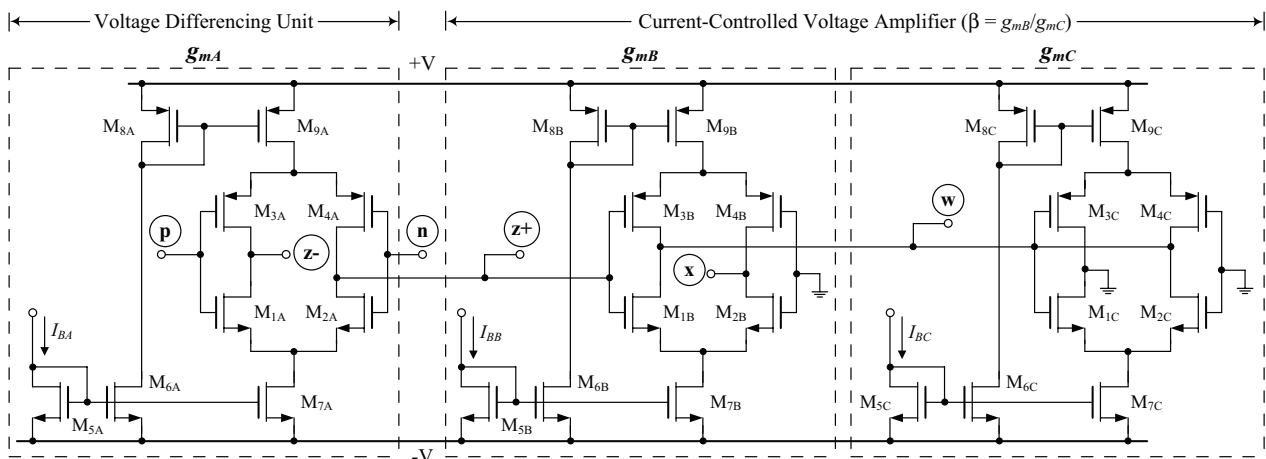 Voltage Differencing Unit
Current-Controlled Voltage Amplifier (β = gmB/gmC)
gmA
+V
gmB
gmC
M8A
M9A
M8B
M9B
M8C
M9C
M3A
M4A
M3B
M4B
M3C
M4C
p
z-
n
z+
x
w
M1A
M2A
M1B
M2B
M1C
M2C
IBA
IBB
IBC
M6A
M6B
M6C
M5A
M7A
M5B
M7B
M5C
M7C
-V